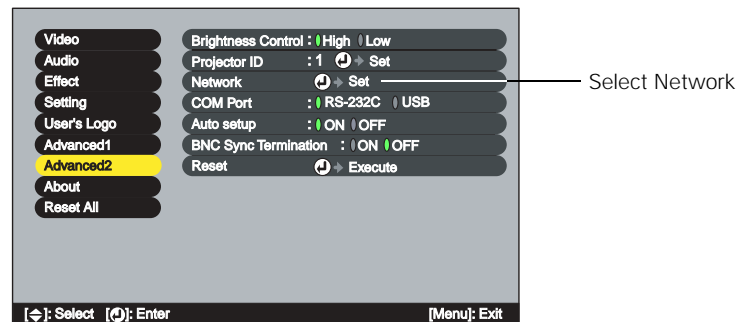 Video
Audio
Effect
Setting
User's Logo
Advanced1
Advanced2
About
Reset All
Brightness Control : High Low
Projector ID : 1 Set
Network Set
COM Port : RS-232C USB
Auto setup : ON OFF
BNC Sync Termination : ON OFF
Reset Execute
Select Network
[ ]: Select [ ]: Enter [Menu]: Exit